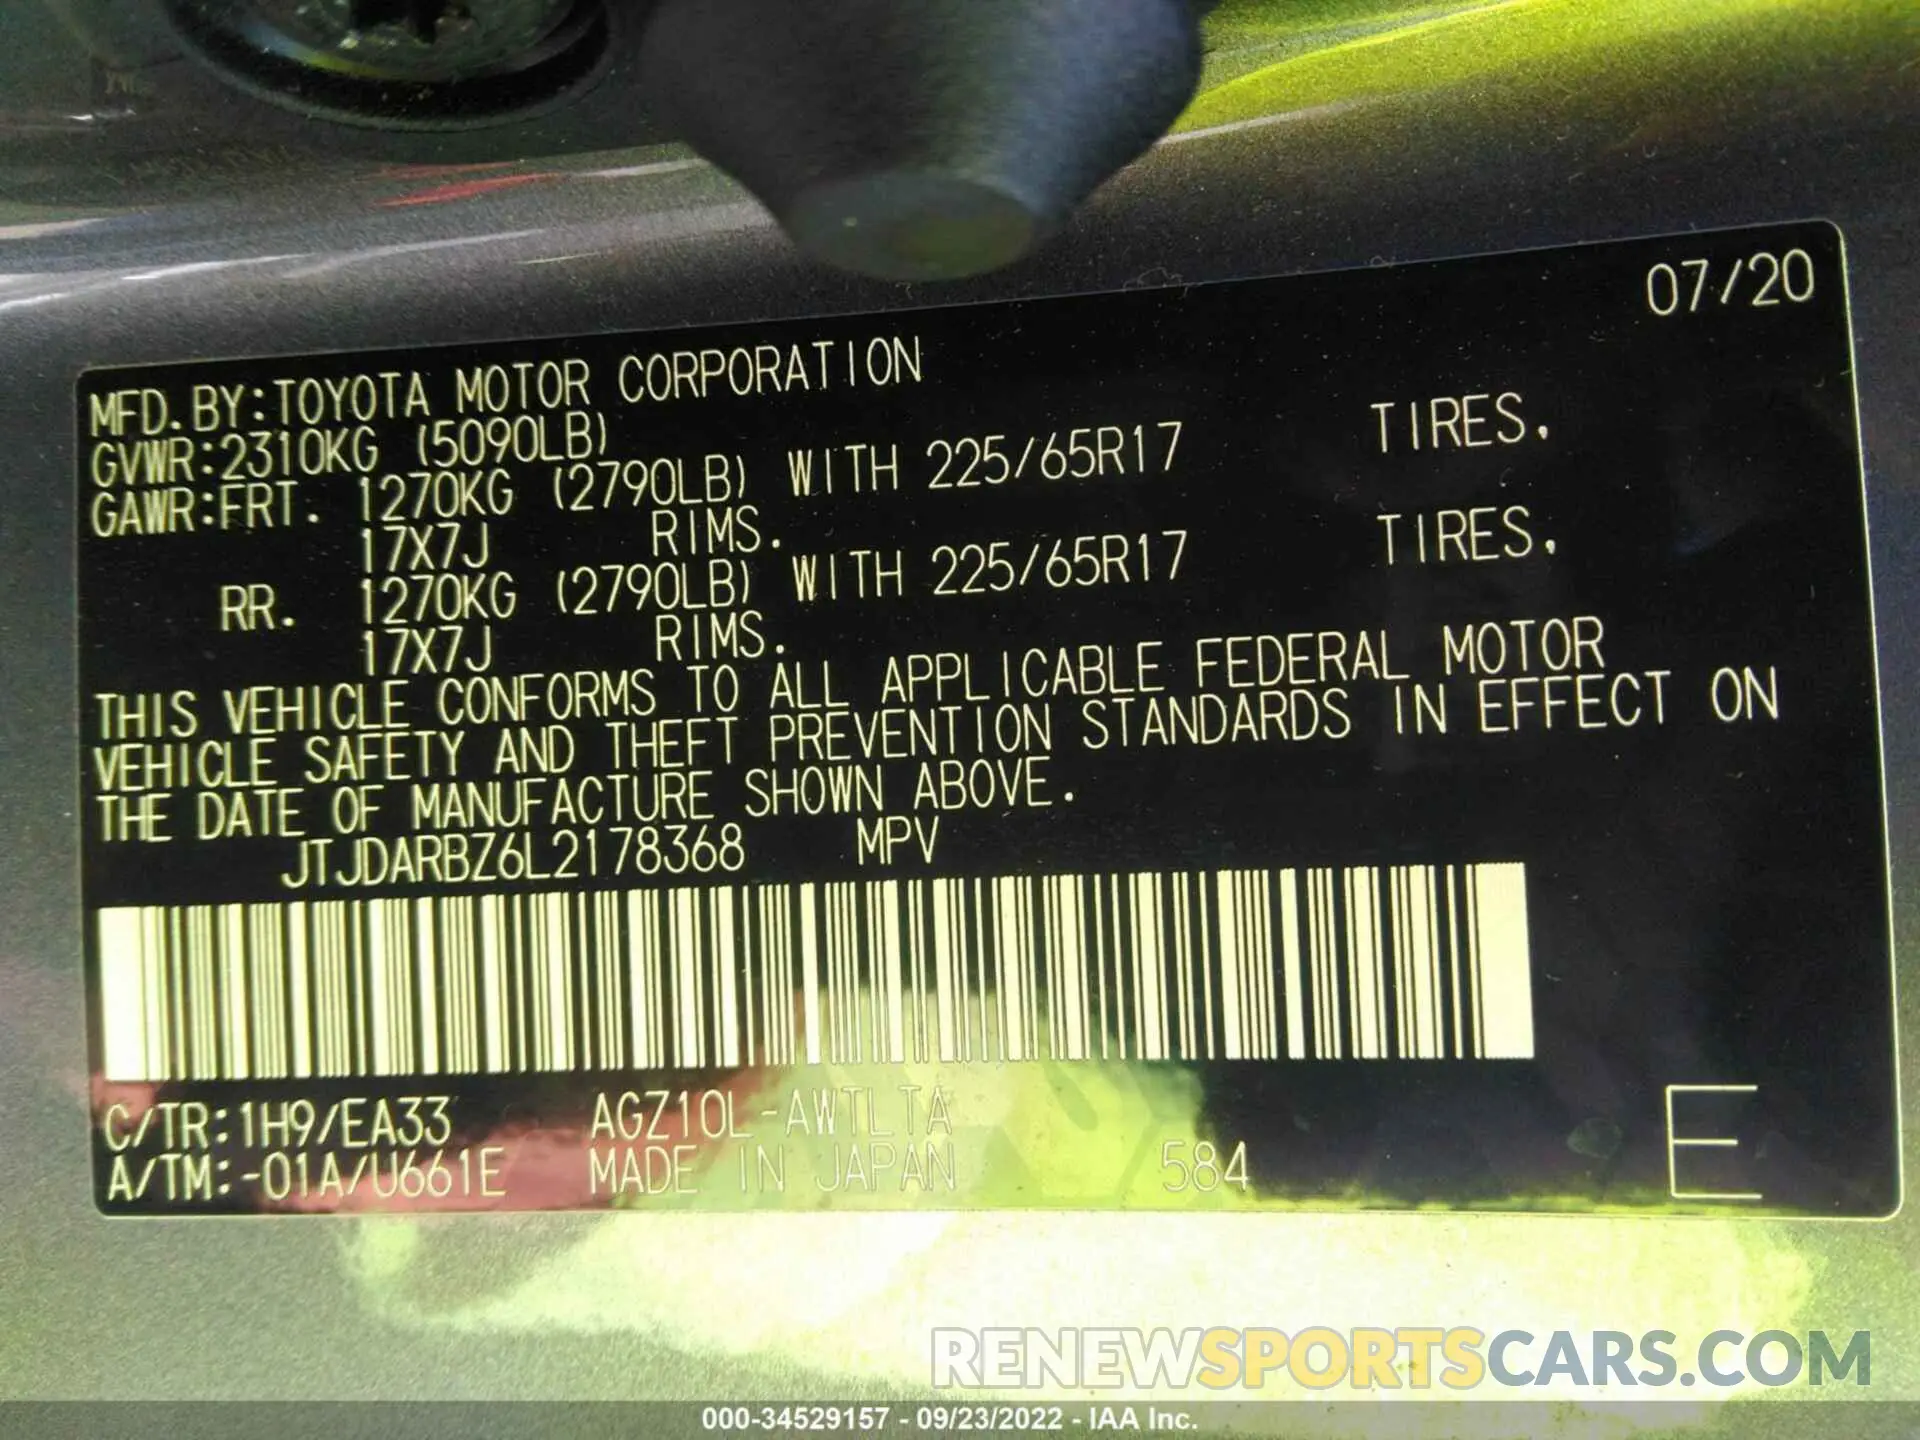 07/20
MFD.BY:TOYOTA MOTOR CORPORATION
GVWR:2310KG (5090LB)
GAWR:FRT. 1270KG (2790LB) WITH 225/65R17 TIRES.
17X7J RIMS.
RR. 1270KG (2790LB) WITH 225/65R17 TIRES.
17X7J RIMS.
THIS VEHICLE CONFORMS TO ALL APPLICABLE FEDERAL MOTOR
VEHICLE SAFETY AND THEFT PREVENTION STANDARDS IN EFFECT ON
THE DATE OF MANUFACTURE SHOWN ABOVE.
JTJDARBZ6L2178368 MPV
C/TR:1H9/EA33 AGZ10L-AWTLTA
A/TM:-01A/U661E MADE IN JAPAN 584 E
RENEWSPORTSCARS.COM
000-34529157 - 09/23/2022 - IAA Inc.